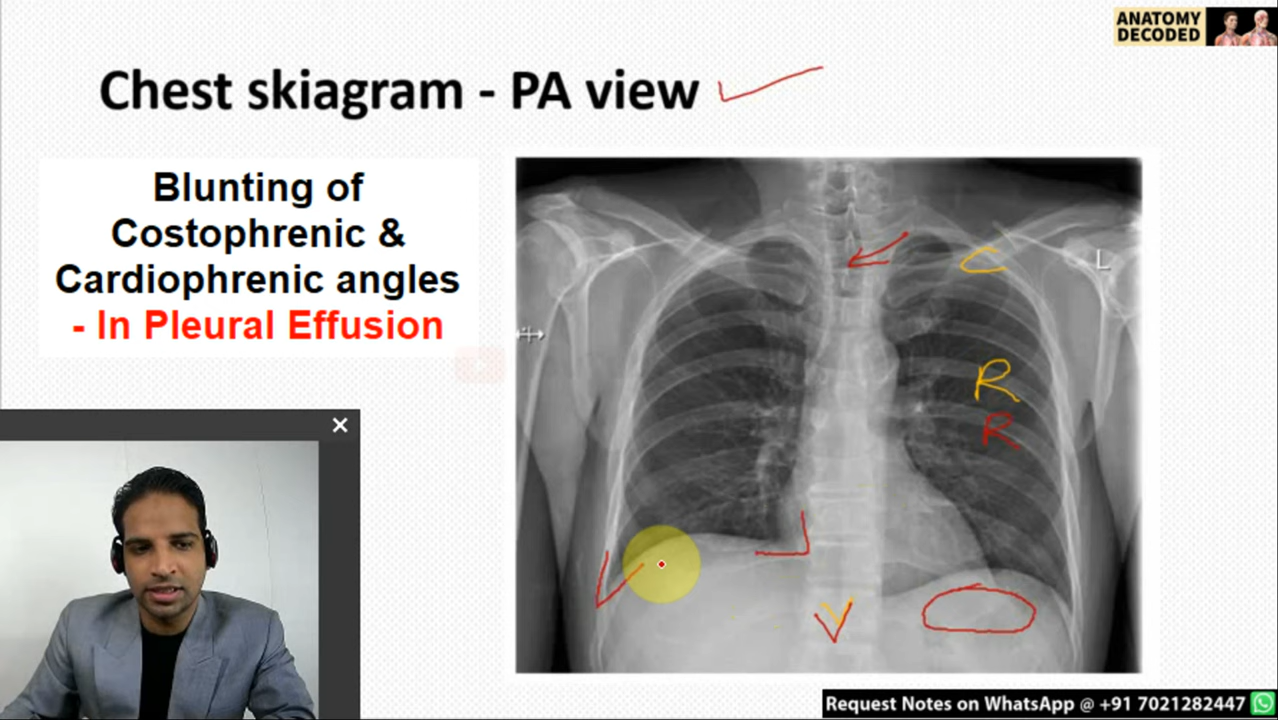 ANATOMY
DECODED
Chest skiagram - PA view
Blunting of
Costophrenic &
Cardiophrenic angles
- In Pleural Effusion
C
L
R
R
V
V
Request Notes on WhatsApp @ +91 7021282447